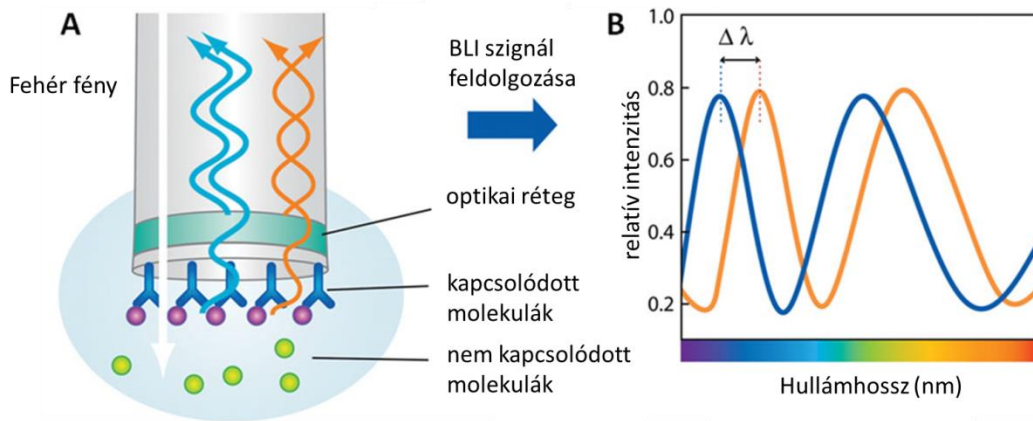 A
Fehér fény
optikai réteg
kapcsolódott
molekulák
nem kapcsolódott
molekulák
BLI szignál
feldolgozása
B
Δ λ
1.0
0.8
0.6
0.4
0.2
relatív intenzitás
Hullámhossz (nm)